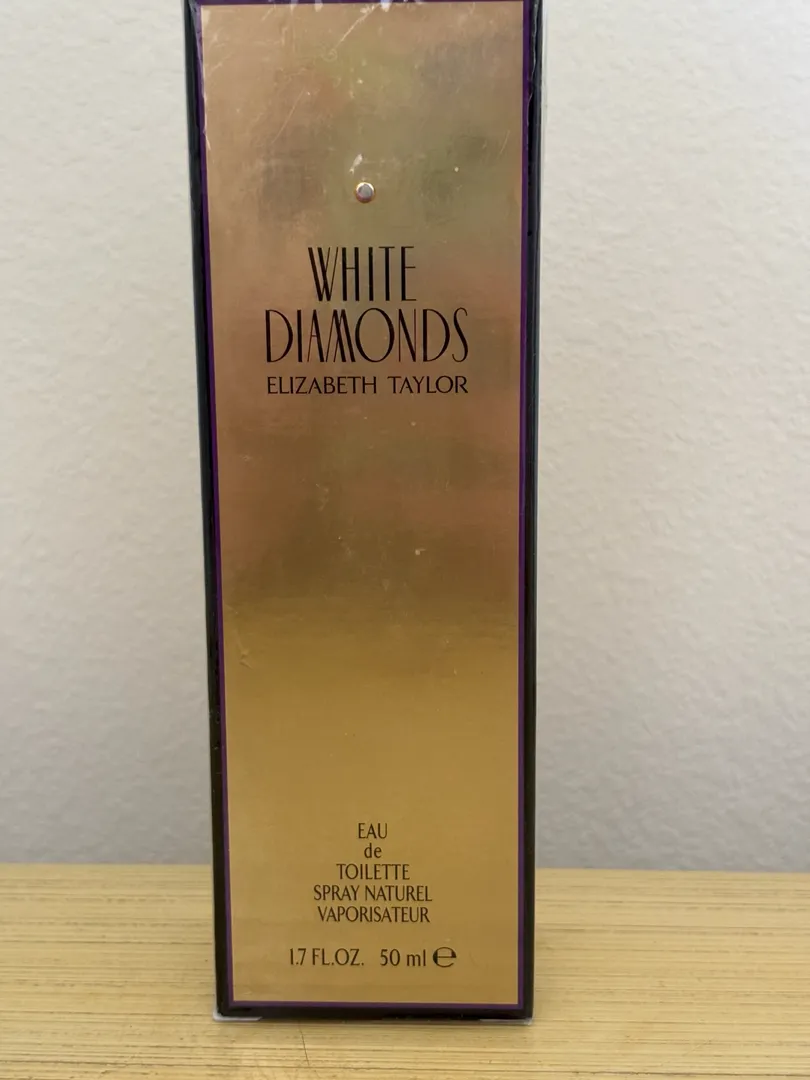 WHITE
DIAMONDS
ELIZABETH TAYLOR
EAU
de
TOILETTE
SPRAY NATUREL
VAPORISATEUR
1.7 FL.OZ. 50 ml ℮